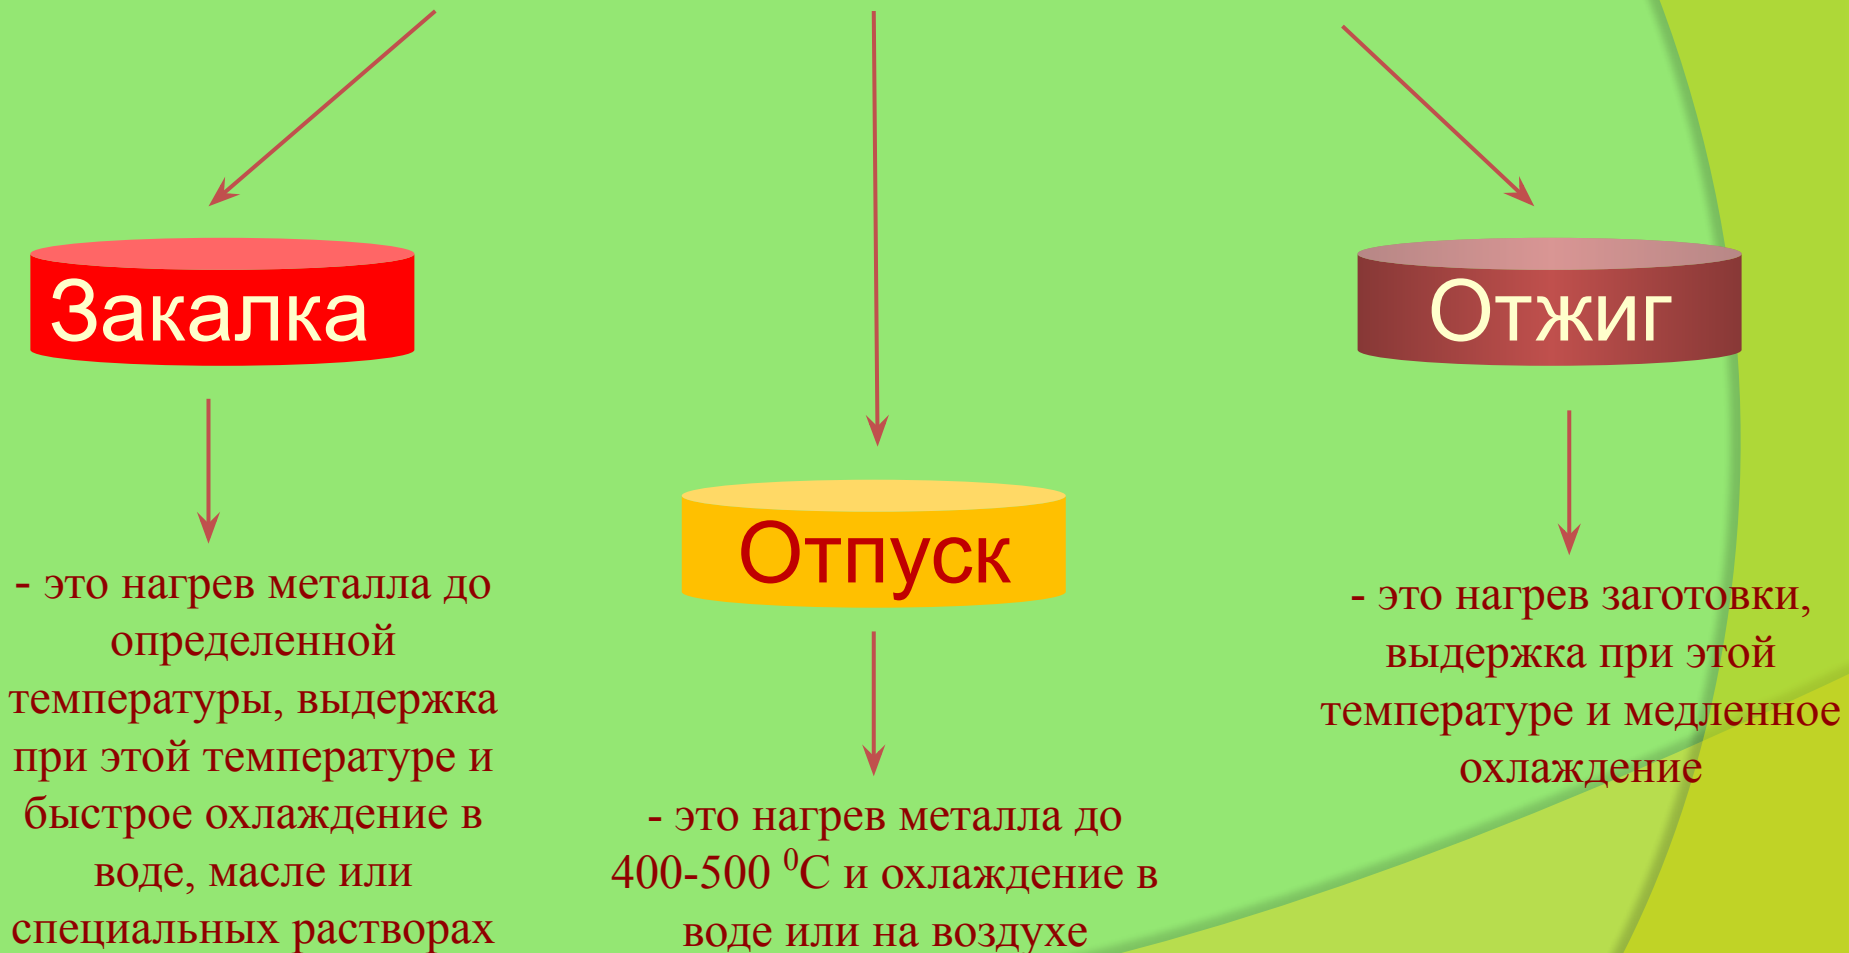 Закалка
- это нагрев металла до
определенной
температуры, выдержка
при этой температуре и
быстрое охлаждение в
воде, масле или
специальных растворах
Отпуск
- это нагрев металла до
400-500 ⁰С и охлаждение в
воде или на воздухе
Отжиг
- это нагрев заготовки,
выдержка при этой
температуре и медленное
охлаждение